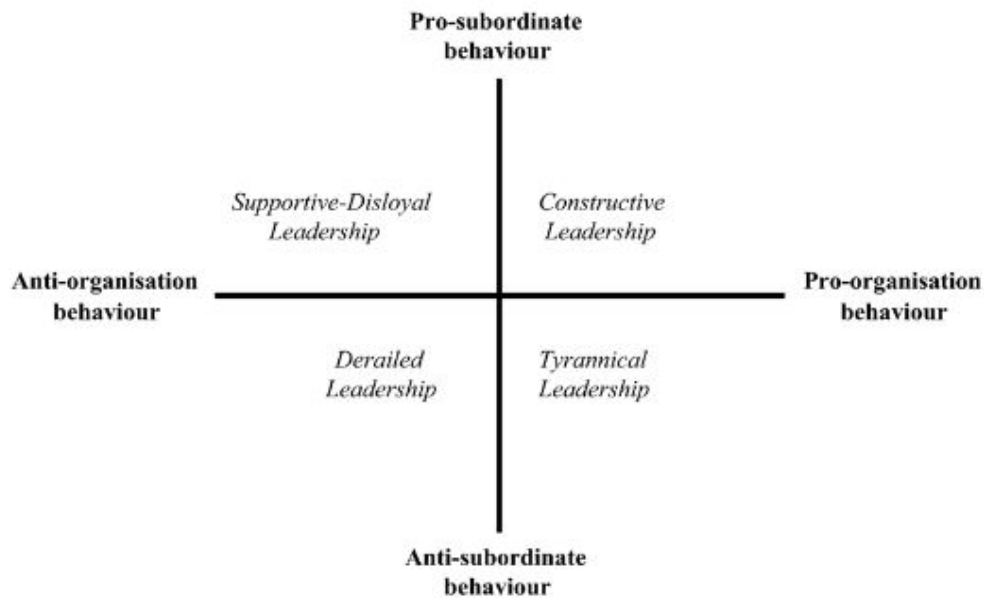 Pro-subordinate
behaviour
Supportive-Disloyal
Leadership
Constructive
Leadership
Anti-organisation
behaviour
Pro-organisation
behaviour
Derailed
Leadership
Tyrannical
Leadership
Anti-subordinate
behaviour